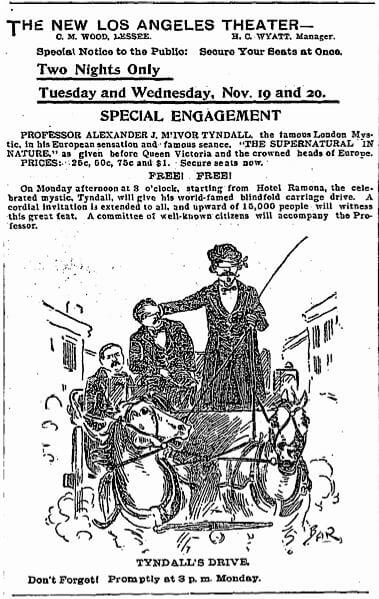 THE NEW LOS ANGELES THEATER—
C. M. WOOD, LESSEE. H. C. WYATT, Manager.
Special Notice to the Public: Secure Your Seats at Once.
Two Nights Only
Tuesday and Wednesday, Nov. 19 and 20.
SPECIAL ENGAGEMENT
PROFESSOR ALEXANDER J. M'IVOR TYNDALL, the famous London Mys-
tic, in his European sensation and famous seance, "THE SUPERNATURAL IN
NATURE," as given before Queen Victoria and the crowned heads of Europe.
PRICES:- 25c, 50c, 75c and $1. Secure seats now.
FREE! FREE!
On Monday afternoon at 3 o'clock, starting from Hotel Ramona, the cele-
brated mystic, Tyndall, will give his world-famed blindfold carriage drive. A
cordial invitation is extended to all, and upward of 15,000 people will witness
this great feat. A committee of well-known citizens will accompany the Pro-
fessor.
BAR
TYNDALL'S DRIVE.
Don't Forget! Promptly at 3 p. m. Monday.